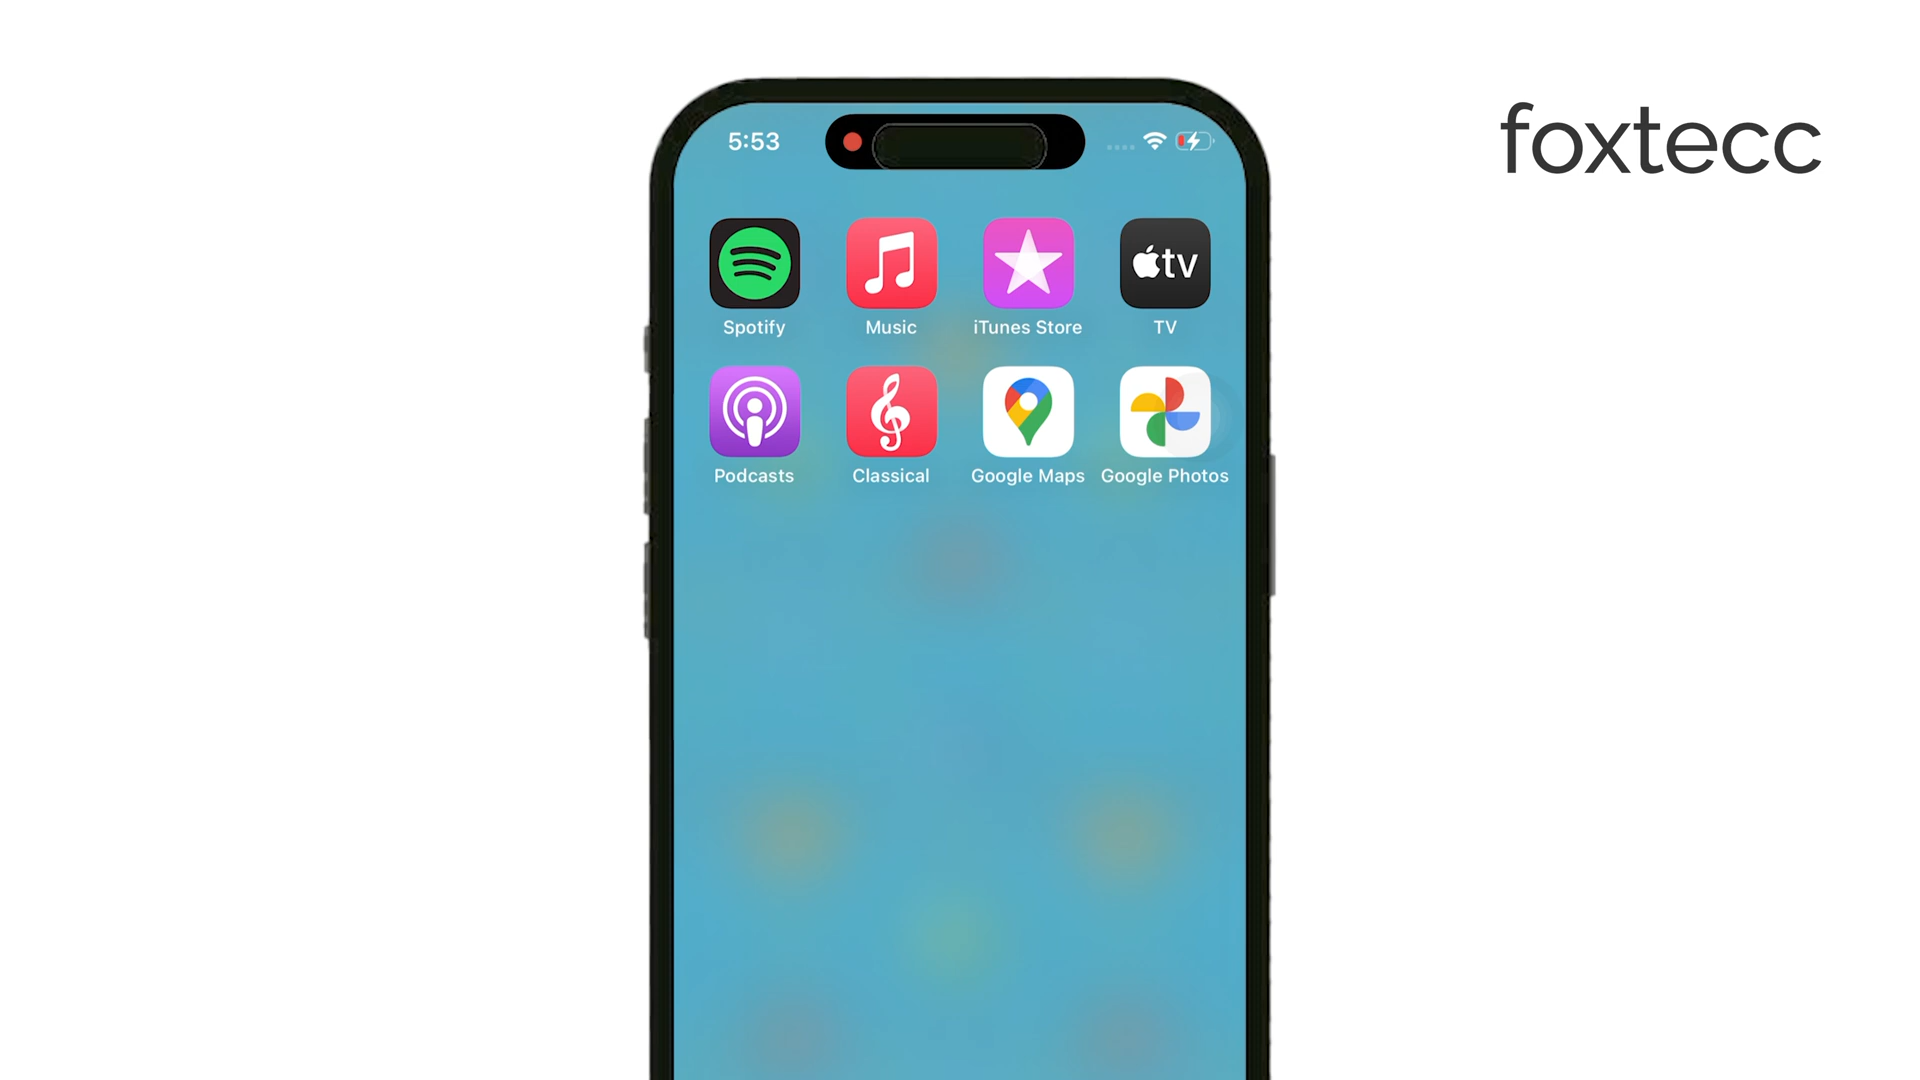 foxtecc
5:53
tv
Spotify Music iTunes Store TV
Podcasts Classical Google Maps Google Photos